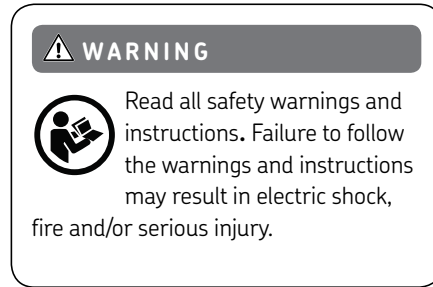 WARNING
Read all safety warnings and
instructions. Failure to follow
the warnings and instructions
may result in electric shock,
fire and/or serious injury.